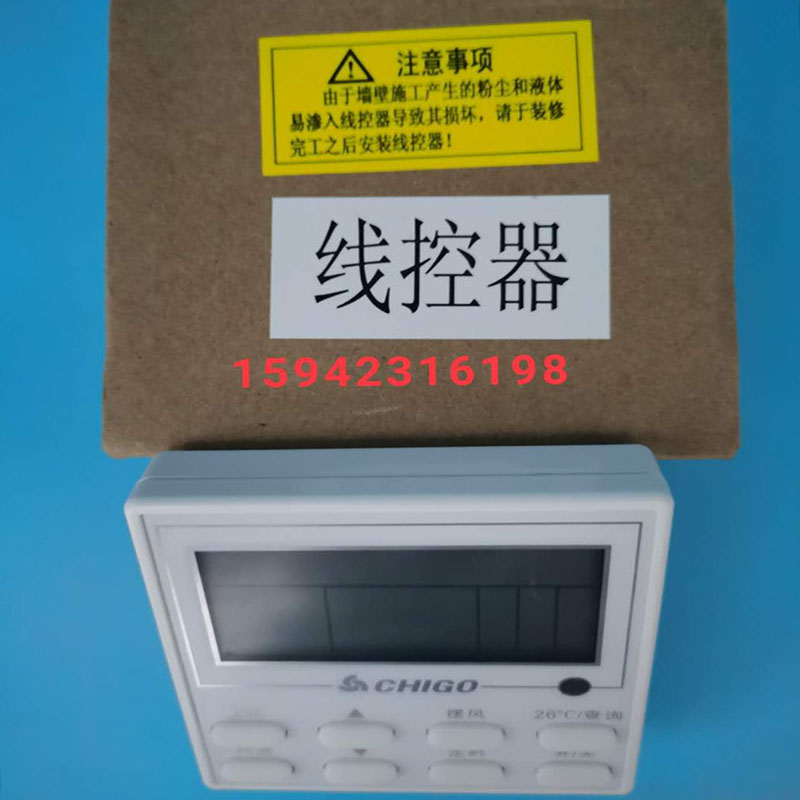 注意事项
由于墙壁施工产生的粉尘和液体
易渗入线控器导致其损坏，请于装修
完工之后安装线控器！
线控器
15942316198
CHIGO
摆风 26℃/查询
定时 开/关